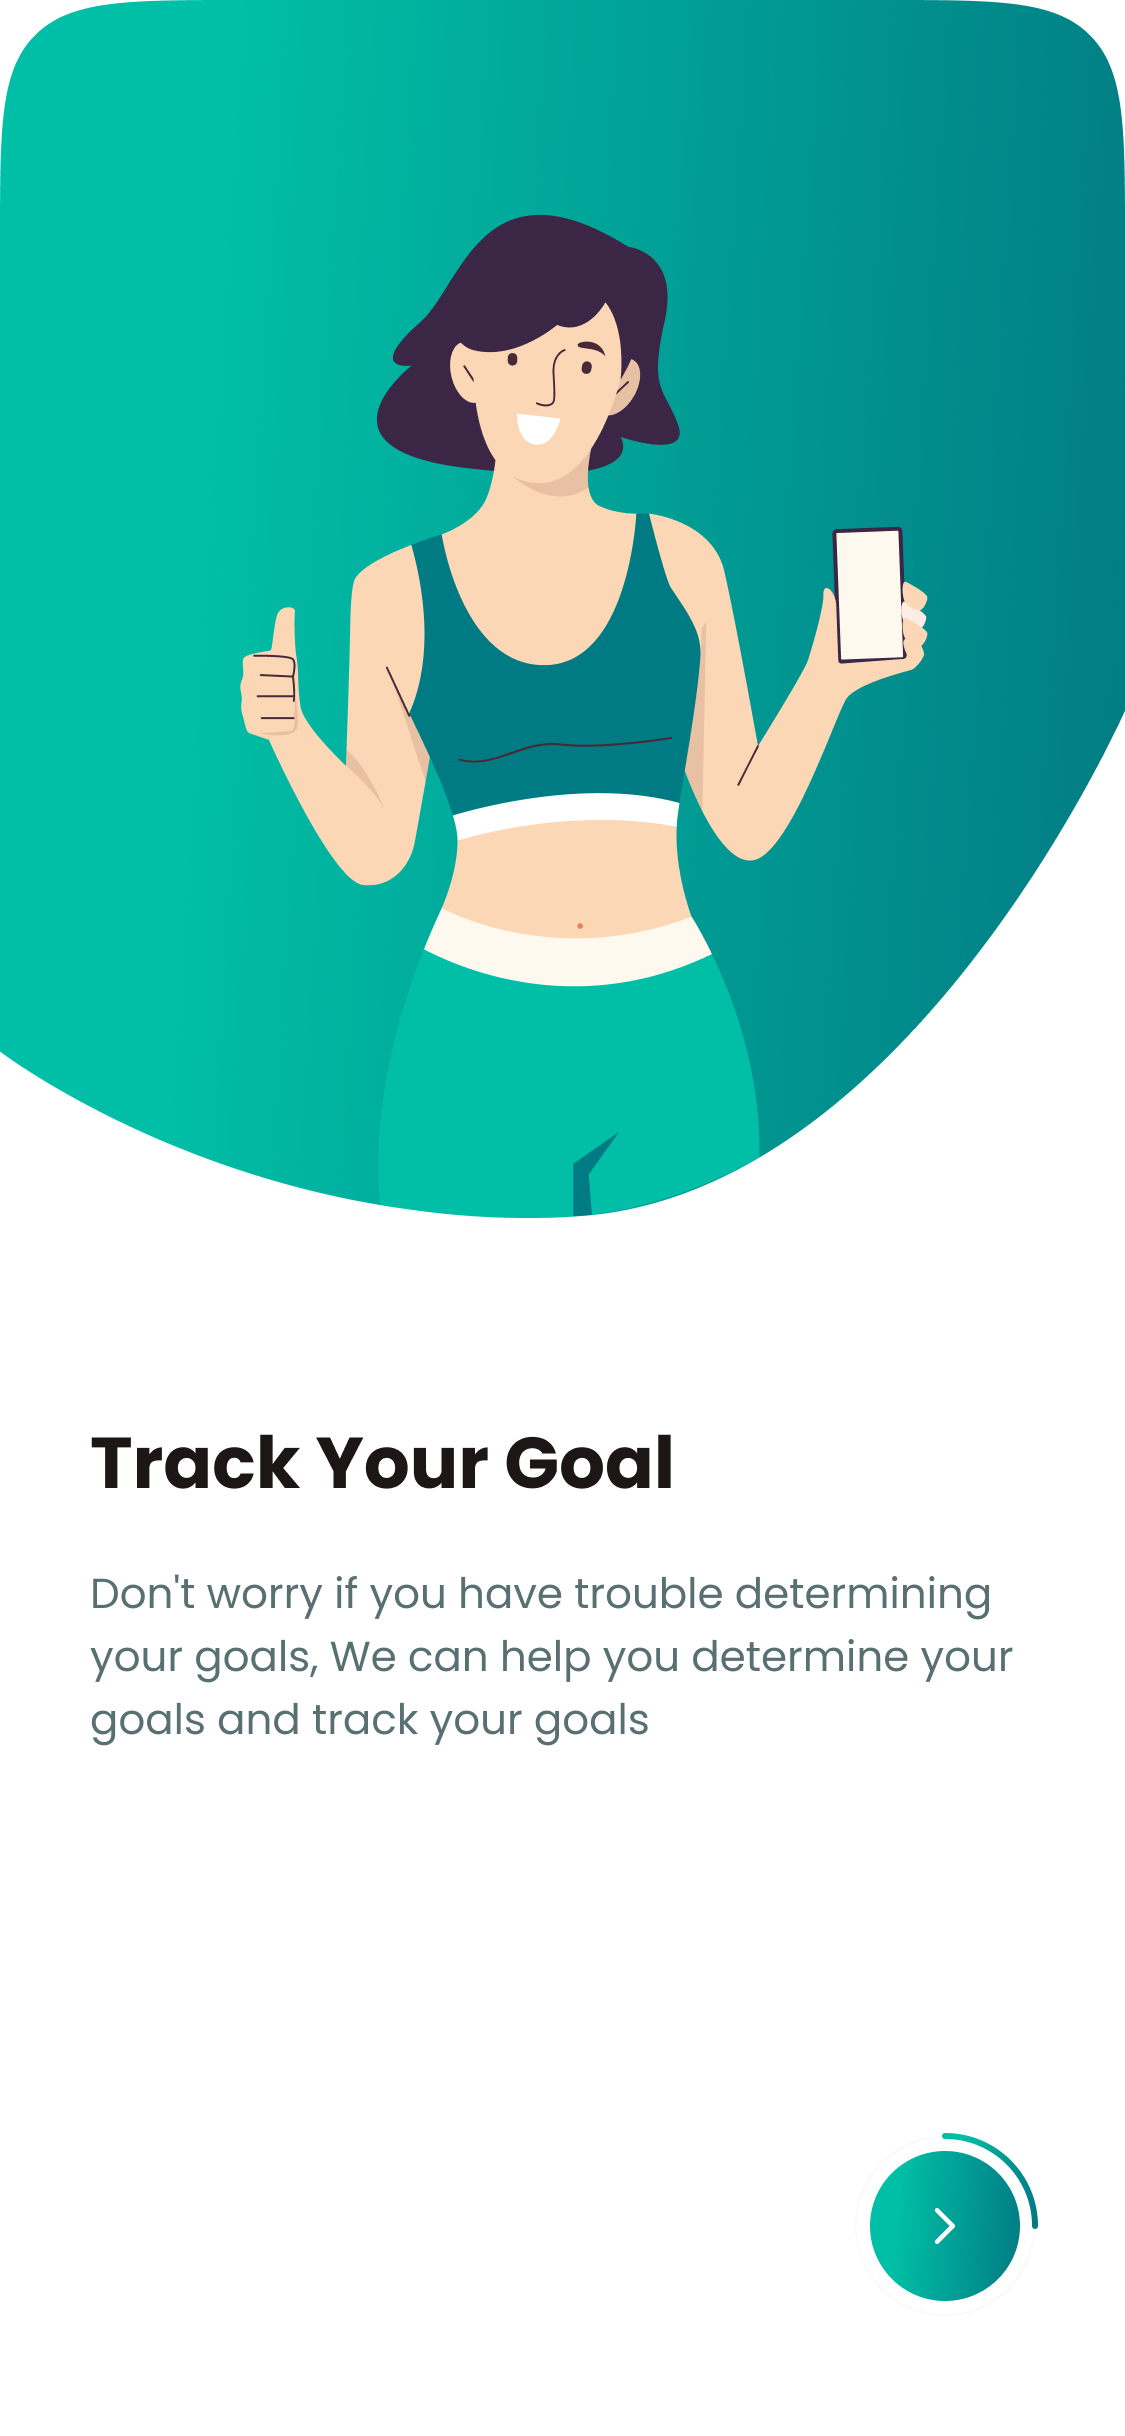 Track Your Goal
Don't worry if you have trouble determining
your goals, We can help you determine your
goals and track your goals